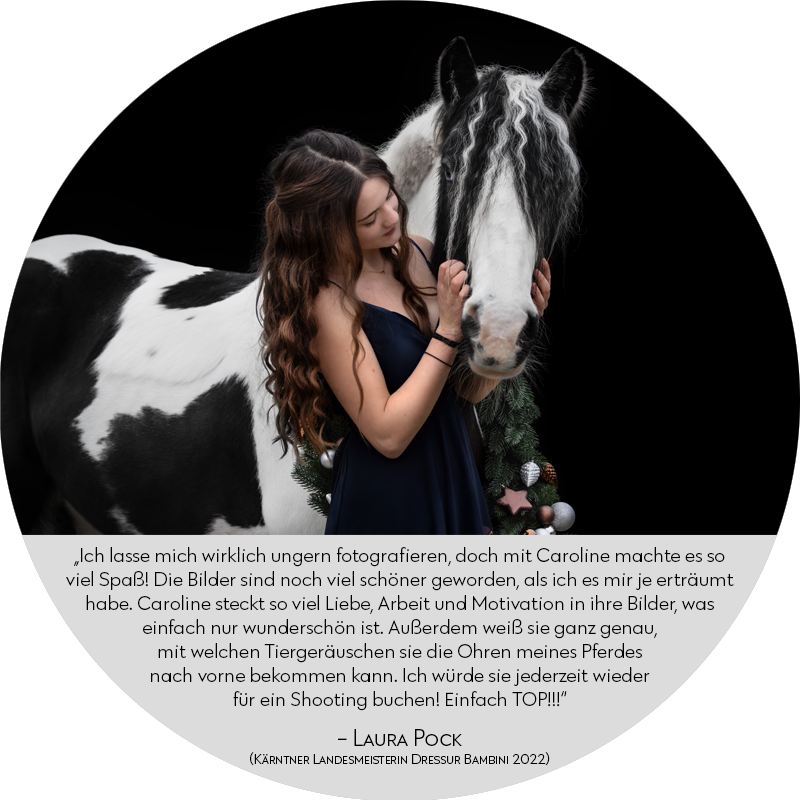 „Ich lasse mich wirklich ungern fotografieren, doch mit Caroline machte es so
viel Spaß! Die Bilder sind noch viel schöner geworden, als ich es mir je erträumt
habe. Caroline steckt so viel Liebe, Arbeit und Motivation in ihre Bilder, was
einfach nur wunderschön ist. Außerdem weiß sie ganz genau,
mit welchen Tiergeräuschen sie die Ohren meines Pferdes
nach vorne bekommen kann. Ich würde sie jederzeit wieder
für ein Shooting buchen! Einfach TOP!!!“
– Laura Pock
(Kärntner Landesmeisterin Dressur Bambini 2022)